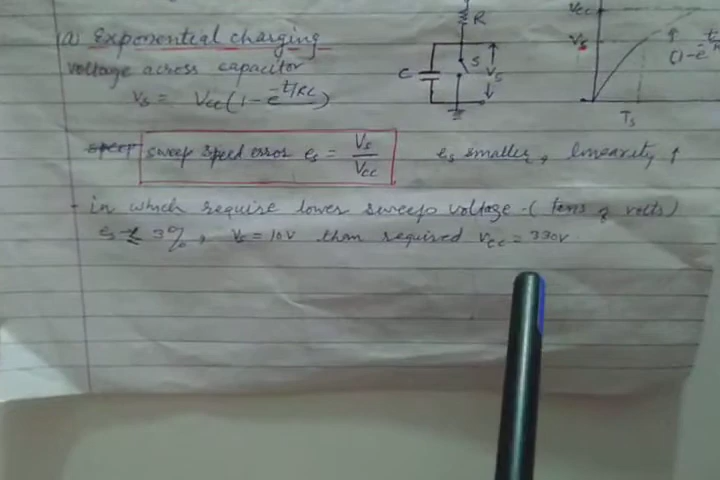 R
Vcc
(a) Exponential charging
Vs
S
Vs
voltage across capacitor
C
(1-e^-t/R
Vs = Vcc(1-e^-t/RC)
Ts
sweep speed error es = Vs/Vcc es smaller, linearity ↑
- in which require lower sweep voltage - (tens of volts)
es ≤ 3%, Vs = 10V then required Vcc = 330V